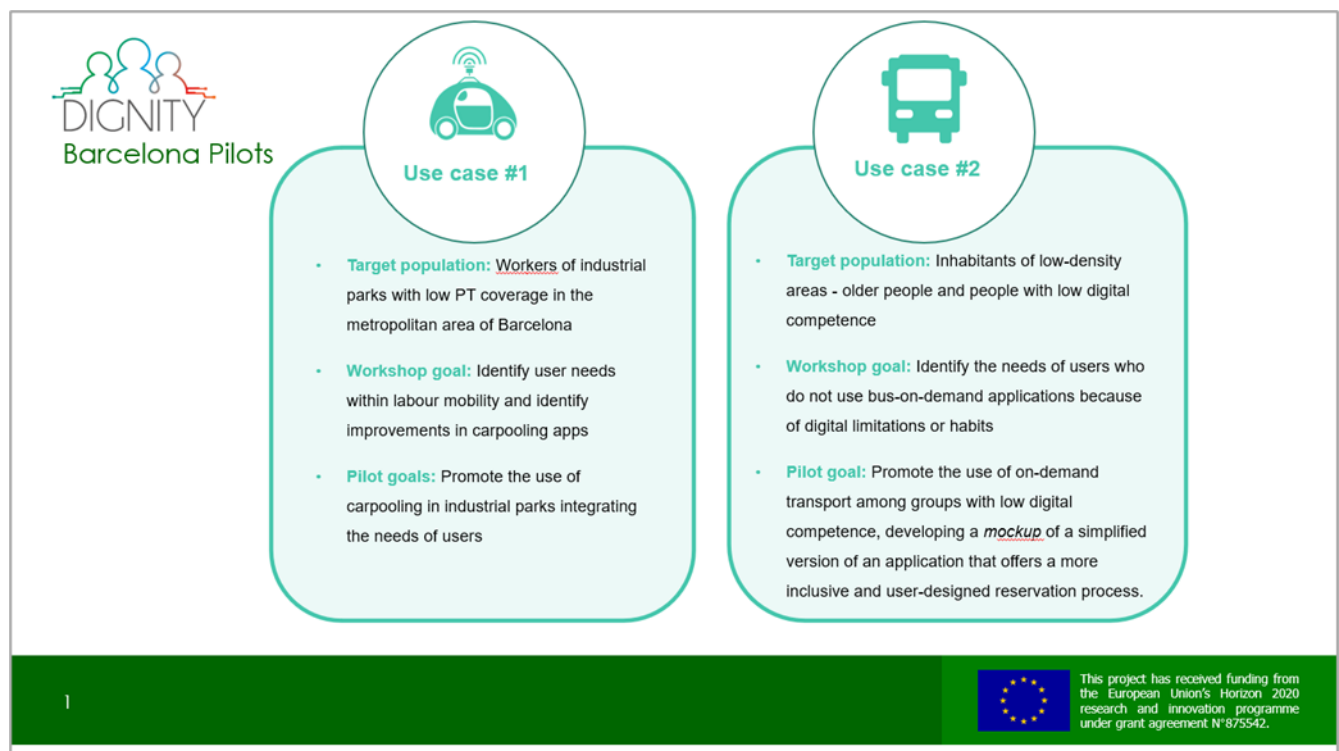 DIGNITY
Barcelona Pilots
Use case #1
• Target population: Workers of industrial
parks with low PT coverage in the
metropolitan area of Barcelona
• Workshop goal: Identify user needs
within labour mobility and identify
improvements in carpooling apps
• Pilot goals: Promote the use of
carpooling in industrial parks integrating
the needs of users
Use case #2
• Target population: Inhabitants of low-density
areas - older people and people with low digital
competence
• Workshop goal: Identify the needs of users who
do not use bus-on-demand applications because
of digital limitations or habits
• Pilot goal: Promote the use of on-demand
transport among groups with low digital
competence, developing a mockup of a simplified
version of an application that offers a more
inclusive and user-designed reservation process.
1
This project has received funding from
the European Union's Horizon 2020
research and innovation programme
under grant agreement N°875542.